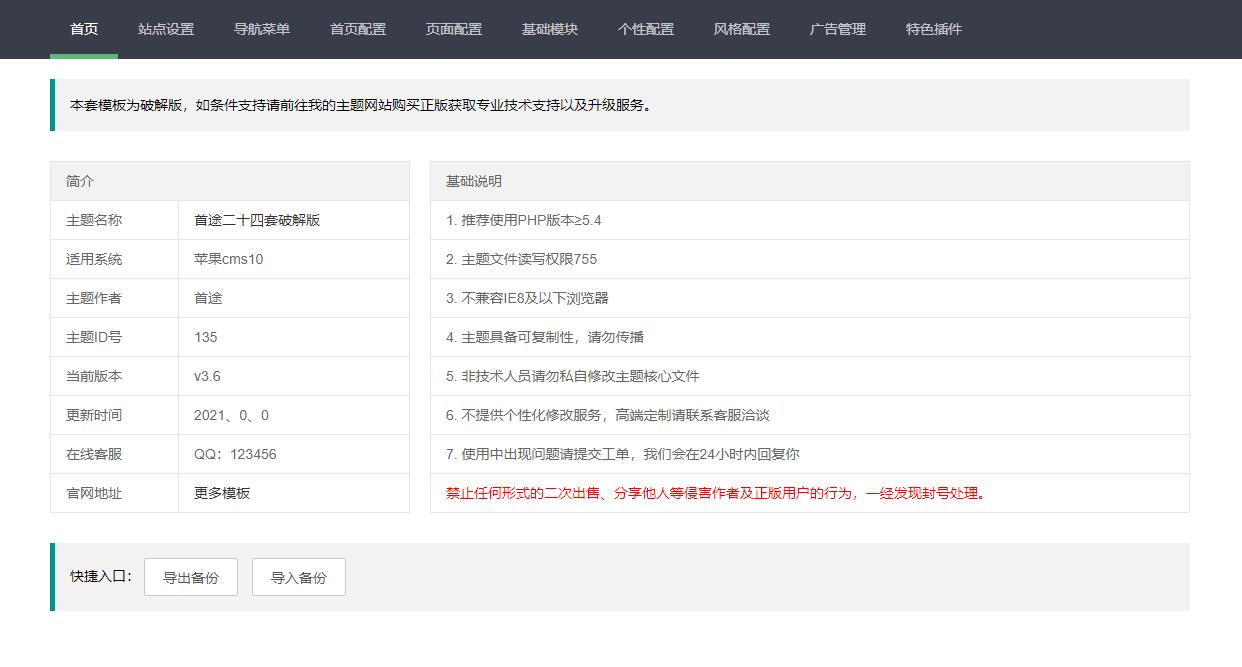 首页 站点设置 导航菜单 首页配置 页面配置 基础模块 个性配置 风格配置 广告管理 特色插件
本套模板为破解版，如条件支持请前往我的主题网站购买正版获取专业技术支持以及升级服务。
简介
主题名称 首途二十四套破解版
适用系统 苹果cms10
主题作者 首途
主题ID号 135
当前版本 v3.6
更新时间 2021、0、0
在线客服 QQ：123456
官网地址 更多模板
基础说明
1. 推荐使用PHP版本≥5.4
2. 主题文件读写权限755
3. 不兼容IE8及以下浏览器
4. 主题具备可复制性，请勿传播
5. 非技术人员请勿私自修改主题核心文件
6. 不提供个性化修改服务，高端定制请联系客服洽谈
7. 使用中出现问题请提交工单，我们会在24小时内回复你
禁止任何形式的二次出售、分享他人等侵害作者及正版用户的行为，一经发现封号处理。
快捷入口： 导出备份 导入备份